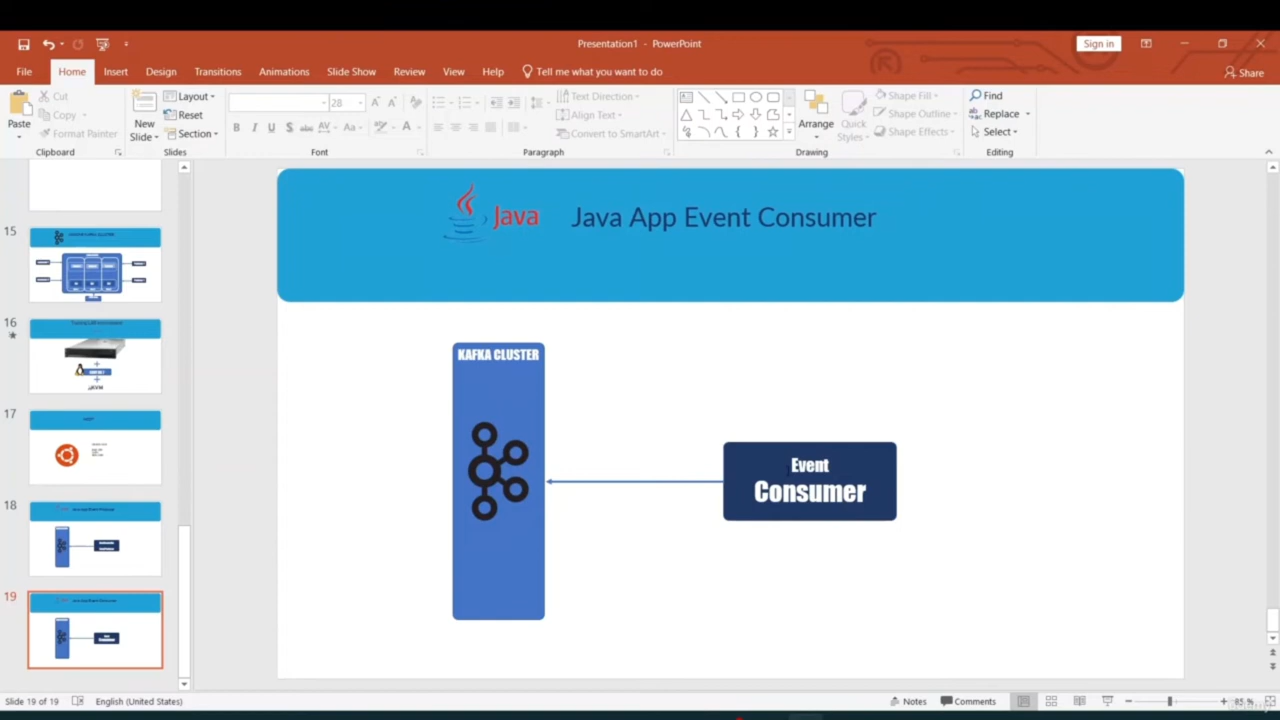 Presentation1 - PowerPoint
Sign in
File Home Insert Design Transitions Animations Slide Show Review View Help Tell me what you want to do
Share
Paste
Cut
Copy
Format Painter
Clipboard
New
Slide
Layout
Reset
Section
Slides
28
Font
Text Direction
Align Text
Convert to SmartArt
Paragraph
Arrange
Quick
Styles
Shape Fill
Shape Outline
Shape Effects
Drawing
Find
Replace
Select
Editing
15
16
17
18
19
Java Java App Event Consumer
KAFKA CLUSTER
Event
Consumer
Slide 19 of 19 English (United States)
Notes Comments
85 %